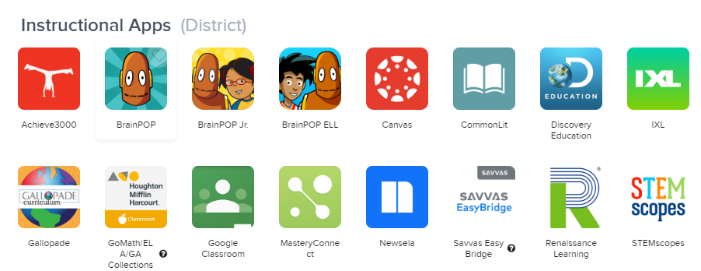 Instructional Apps (District)
EDUCATION
IXL
Achieve3000
BrainPOP
BrainPOP Jr.
BrainPOP ELL
Canvas
CommonLit
Discovery
Education
IXL
GALLOPADE
curriculum
Houghton
Mifflin
Harcourt
Classroom
SAVVAS
SAVVAS
EasyBridge
R
STEM
scopes
Gallopade
GoMath/EL
A/GA
Collections
Google
Classroom
MasteryConne
ct
Newsela
Savvas Easy
Bridge
Renaissance
Learning
STEMscopes